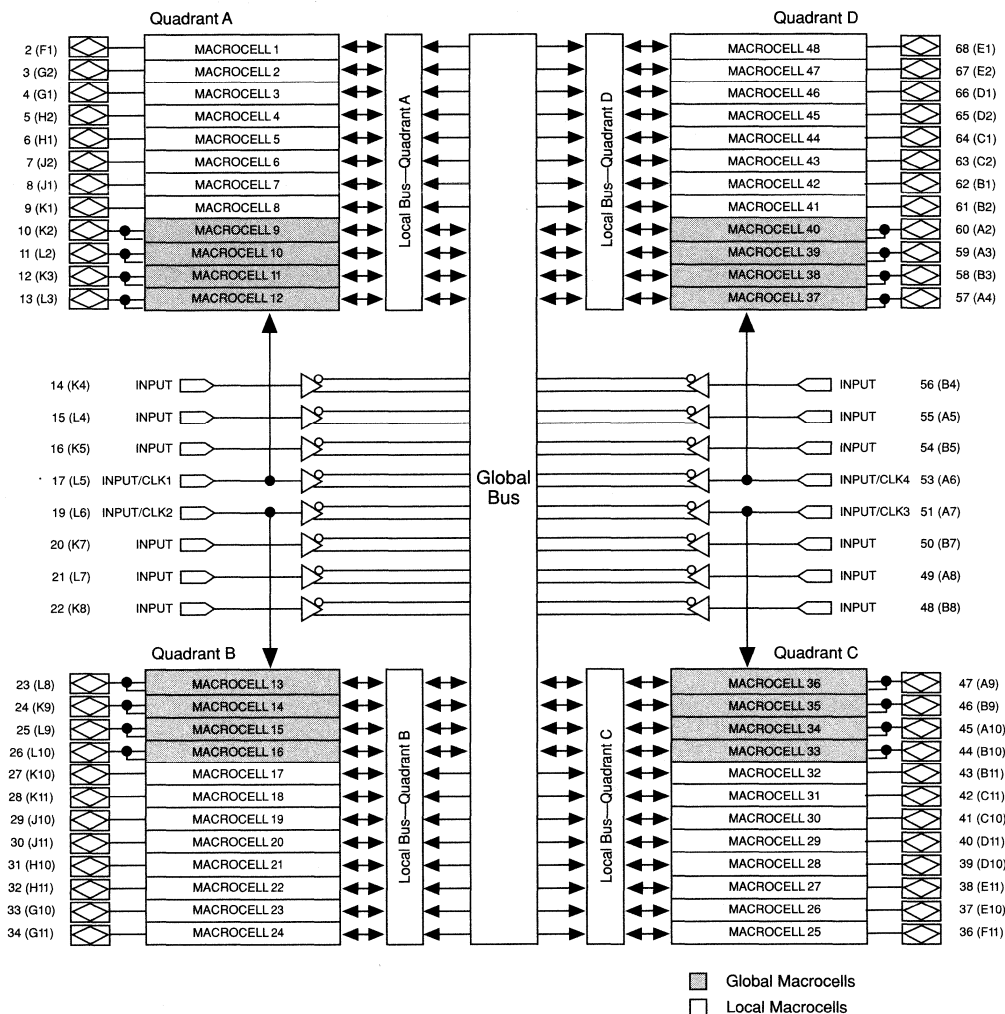 Quadrant A Quadrant D
2 (F1) MACROCELL 1 MACROCELL 48 68 (E1)
3 (G2) MACROCELL 2 MACROCELL 47 67 (E2)
4 (G1) MACROCELL 3 MACROCELL 46 66 (D1)
5 (H2) MACROCELL 4 MACROCELL 45 65 (D2)
6 (H1) MACROCELL 5 MACROCELL 44 64 (C1)
7 (J2) MACROCELL 6 MACROCELL 43 63 (C2)
8 (J1) MACROCELL 7 MACROCELL 42 62 (B1)
9 (K1) MACROCELL 8 MACROCELL 41 61 (B2)
10 (K2) MACROCELL 9 MACROCELL 40 60 (A2)
11 (L2) MACROCELL 10 MACROCELL 39 59 (A3)
12 (K3) MACROCELL 11 MACROCELL 38 58 (B3)
13 (L3) MACROCELL 12 MACROCELL 37 57 (A4)
Local Bus—Quadrant A
Local Bus—Quadrant D
14 (K4) INPUT INPUT 56 (B4)
15 (L4) INPUT INPUT 55 (A5)
16 (K5) INPUT INPUT 54 (B5)
17 (L5) INPUT/CLK1 INPUT/CLK4 53 (A6)
Global
Bus
19 (L6) INPUT/CLK2 INPUT/CLK3 51 (A7)
20 (K7) INPUT INPUT 50 (B7)
21 (L7) INPUT INPUT 49 (A8)
22 (K8) INPUT INPUT 48 (B8)
Quadrant B Quadrant C
23 (L8) MACROCELL 13 MACROCELL 36 47 (A9)
24 (K9) MACROCELL 14 MACROCELL 35 46 (B9)
25 (L9) MACROCELL 15 MACROCELL 34 45 (A10)
26 (L10) MACROCELL 16 MACROCELL 33 44 (B10)
27 (K10) MACROCELL 17 MACROCELL 32 43 (B11)
28 (K11) MACROCELL 18 MACROCELL 31 42 (C11)
29 (J10) MACROCELL 19 MACROCELL 30 41 (C10)
30 (J11) MACROCELL 20 MACROCELL 29 40 (D11)
31 (H10) MACROCELL 21 MACROCELL 28 39 (D10)
32 (H11) MACROCELL 22 MACROCELL 27 38 (E11)
33 (G10) MACROCELL 23 MACROCELL 26 37 (E10)
34 (G11) MACROCELL 24 MACROCELL 25 36 (F11)
Local Bus—Quadrant B
Local Bus—Quadrant C
Global Macrocells
Local Macrocells